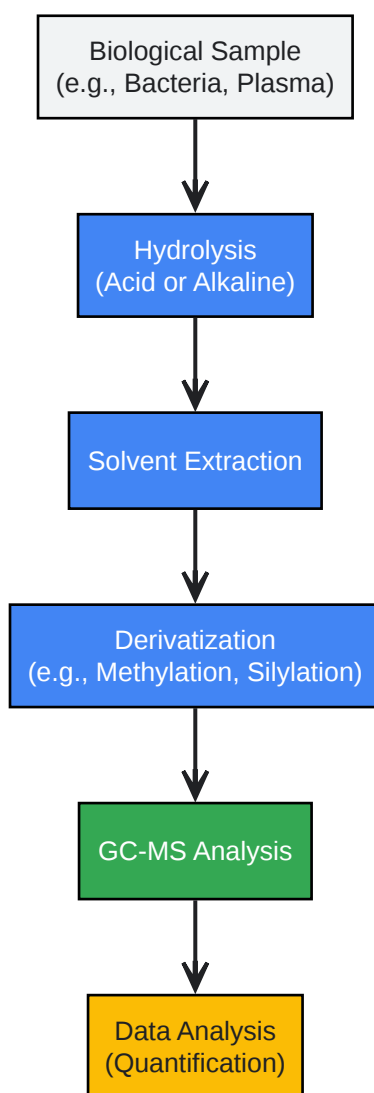 Biological Sample
(e.g., Bacteria, Plasma)
Hydrolysis
(Acid or Alkaline)
Solvent Extraction
Derivatization
(e.g., Methylation, Silylation)
GC-MS Analysis
Data Analysis
(Quantification)